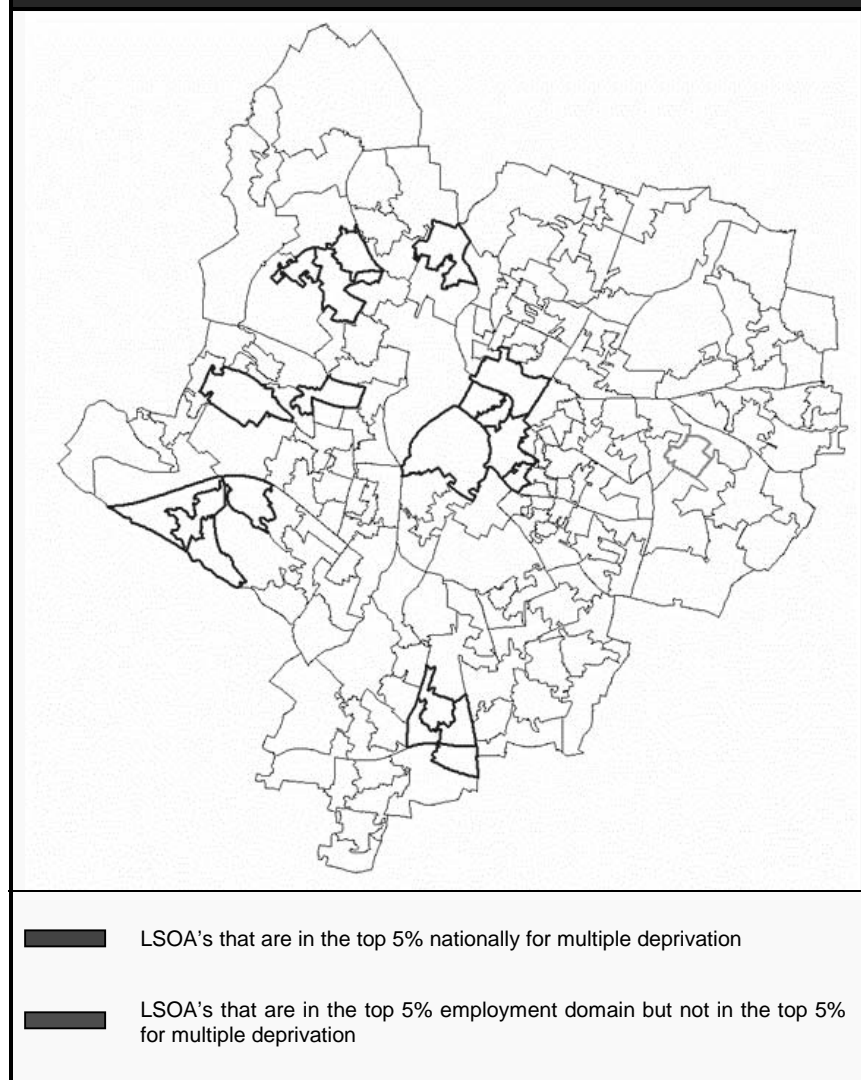 LSOA's that are in the top 5% nationally for multiple deprivation
LSOA's that are in the top 5% employment domain but not in the top 5%
for multiple deprivation